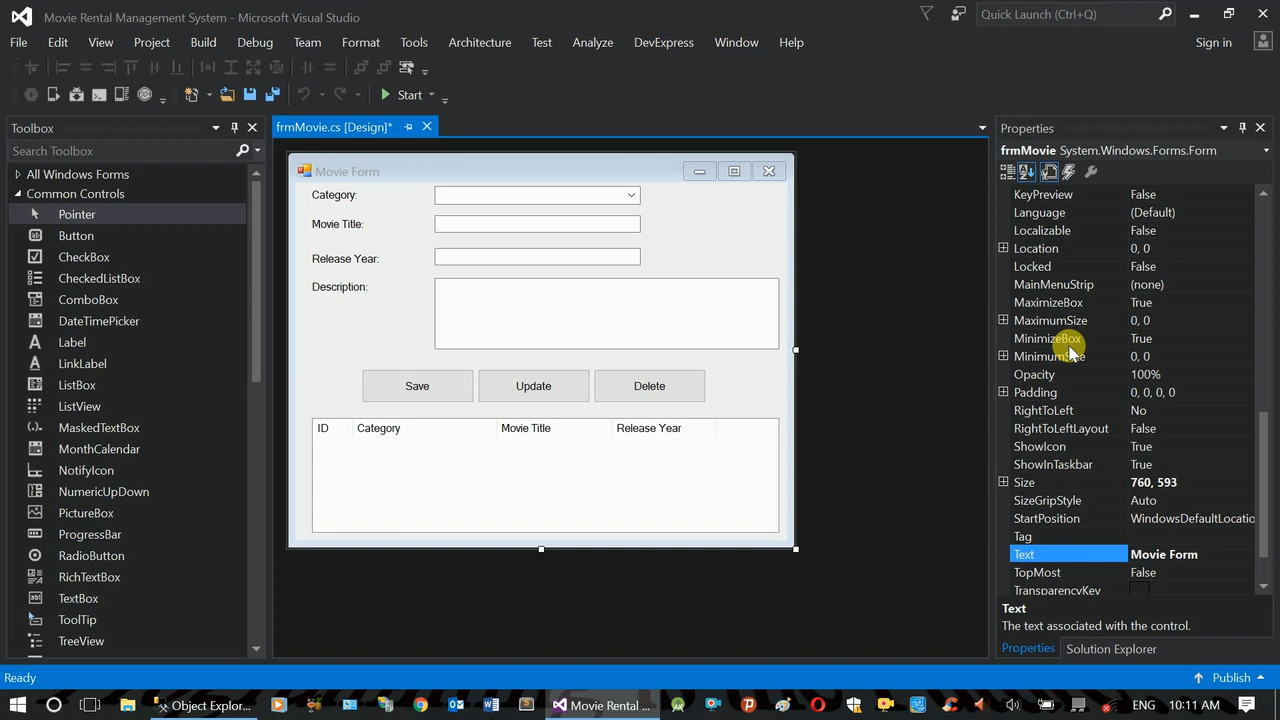 Movie Rental Management System - Microsoft Visual Studio
Quick Launch (Ctrl+Q)
File Edit View Project Build Debug Team Format Tools Architecture Test Analyze DevExpress Window Help
Sign in
Start
Toolbox
Search Toolbox
All Windows Forms
Common Controls
Pointer
Button
CheckBox
CheckedListBox
ComboBox
DateTimePicker
Label
LinkLabel
ListBox
ListView
MaskedTextBox
MonthCalendar
NotifyIcon
NumericUpDown
PictureBox
ProgressBar
RadioButton
RichTextBox
TextBox
ToolTip
TreeView
frmMovie.cs [Design]*
Movie Form
Category:
Movie Title:
Release Year:
Description:
Save Update Delete
ID Category Movie Title Release Year
Properties
frmMovie System.Windows.Forms.Form
KeyPreview False
Language (Default)
Localizable False
Location 0, 0
Locked False
MainMenuStrip (none)
MaximizeBox True
MaximumSize 0, 0
MinimizeBox True
MinimumSize 0, 0
Opacity 100%
Padding 0, 0, 0, 0
RightToLeft No
RightToLeftLayout False
ShowIcon True
ShowInTaskbar True
Size 760, 593
SizeGripStyle Auto
StartPosition WindowsDefaultLocatio
Tag
Text Movie Form
TopMost False
TransparencyKey
Text
The text associated with the control.
Properties Solution Explorer
Ready
Publish
Object Explor...
Movie Rental ...
ENG 10:11 AM